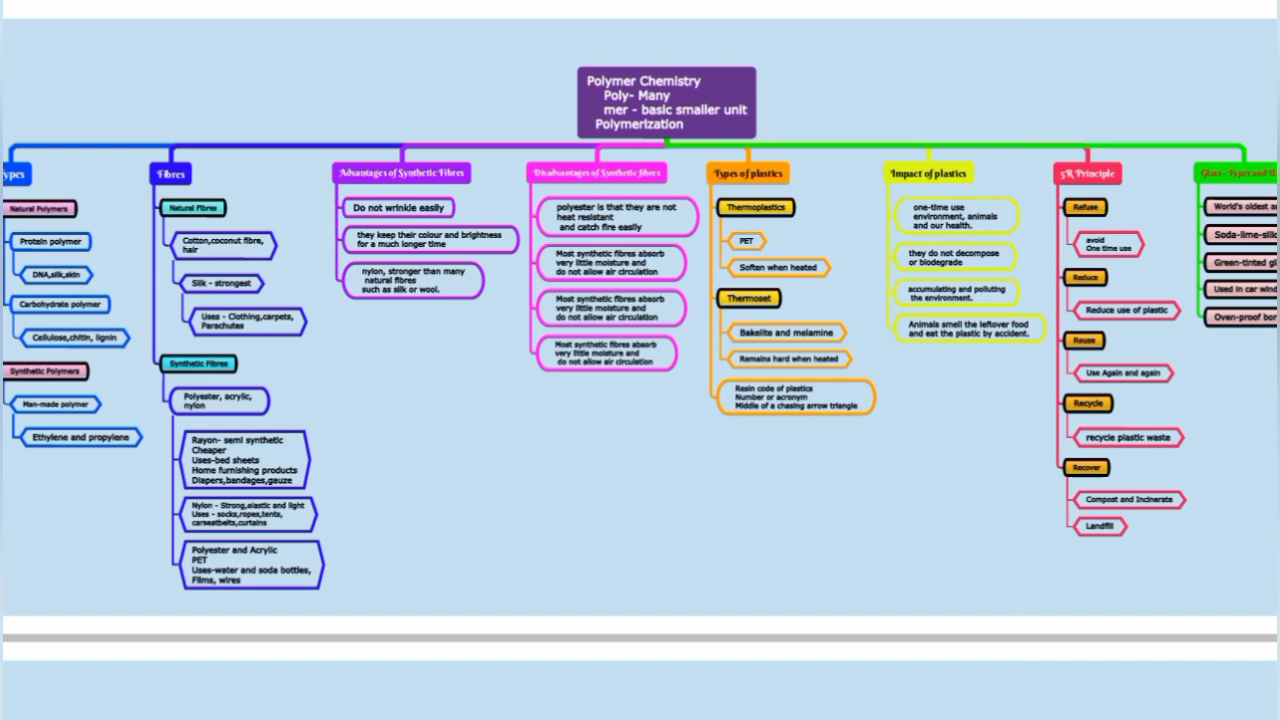 Polymer Chemistry
Poly- Many
mer - basic smaller unit
Polymerization
ypes
Natural Polymers
Protein polymer
DNA,silk,skin
Carbohydrate polymer
Cellulose,chitin, lignin
Synthetic Polymers
Man-made polymer
Ethylene and propylene
Fibres
Natural Fibres
Cotton,coconut fibre,
hair
Silk - strongest
Uses - Clothing,carpets,
Parachutes
Synthetic Fibres
Polyester, acrylic,
nylon
Rayon- semi synthetic
Cheaper
Uses-bed sheets
Home furnishing products
Diapers,bandages,gauze
Nylon - Strong,elastic and light
Uses - socks,ropes,tents,
carseatbelts,curtains
Polyester and Acrylic
PET
Uses-water and soda bottles,
Films, wires
Advantages of Synthetic Fibres
Do not wrinkle easily
they keep their colour and brightness
for a much longer time
nylon, stronger than many
natural fibres
such as silk or wool.
Disadvantages of Synthetic fibres
polyester is that they are not
heat resistant
and catch fire easily
Most synthetic fibres absorb
very little moisture and
do not allow air circulation
Most synthetic fibres absorb
very little moisture and
do not allow air circulation
Most synthetic fibres absorb
very little moisture and
do not allow air circulation
Types of plastics
Thermoplastics
PET
Soften when heated
Thermoset
Bakelite and melamine
Remains hard when heated
Resin code of plastics
Number or acronym
Middle of a chasing arrow triangle
Impact of plastics
one-time use
environment, animals
and our health.
they do not decompose
or biodegrade
accumulating and polluting
the environment.
Animals smell the leftover food
and eat the plastic by accident.
5R Principle
Refuse
avoid
One time use
Reduce
Reduce use of plastic
Reuse
Use Again and again
Recycle
recycle plastic waste
Recover
Compost and Incinerate
Landfill
Glass - Types and U
World's oldest a
Soda-lime-silic
Green-tinted gl
Used in car wind
Oven-proof bor